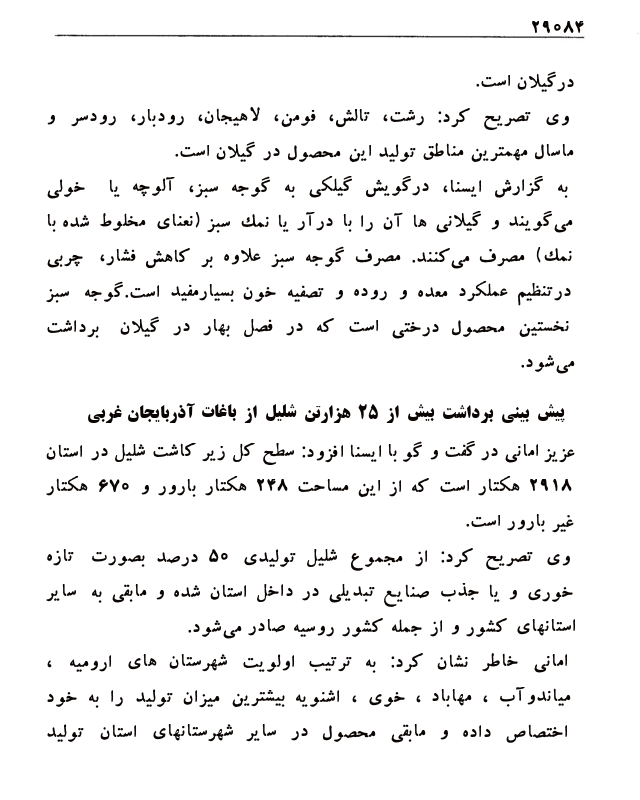 ۲۹۰۸۴
درگیلان است.
وی تصریح کرد: رشت، تالش، فومن، لاهیجان، رودبار، رودسر و
ماسال مهمترین مناطق تولید این محصول در گیلان است.
به گزارش ایسنا، درگویش گیلکی به گوجه سبز، آلوچه یا خولی
می‌گویند و گیلانی ها آن را با درآر یا نمك سبز (نعنای مخلوط شده با
نمك) مصرف می‌کنند. مصرف گوجه سبز علاوه بر کاهش فشار، چربی
درتنظیم عملکرد معده و روده و تصفیه خون بسیارمفید است.گوجه سبز
نخستین محصول درختی است که در فصل بهار در گیلان برداشت
می‌شود.
پیش بینی برداشت بیش از ۲۵ هزارتن شلیل از باغات آذربایجان غربی
عزیز امانی در گفت و گو با ایسنا افزود: سطح کل زیر کاشت شلیل در استان
۲۹۱۸ هکتار است که از این مساحت ۲۴۸ هکتار بارور و ۶۷۰ هکتار
غیر بارور است.
وی تصریح کرد: از مجموع شلیل تولیدی ۵۰ درصد بصورت تازه
خوری و یا جذب صنایع تبدیلی در داخل استان شده و مابقی به سایر
استانهای کشور و از جمله کشور روسیه صادر می‌شود.
امانی خاطر نشان کرد: به ترتیب اولویت شهرستان های ارومیه ،
میاندوآب ، مهاباد ، خوی ، اشنویه بیشترین میزان تولید را به خود
اختصاص داده و مابقی محصول در سایر شهرستانهای استان تولید